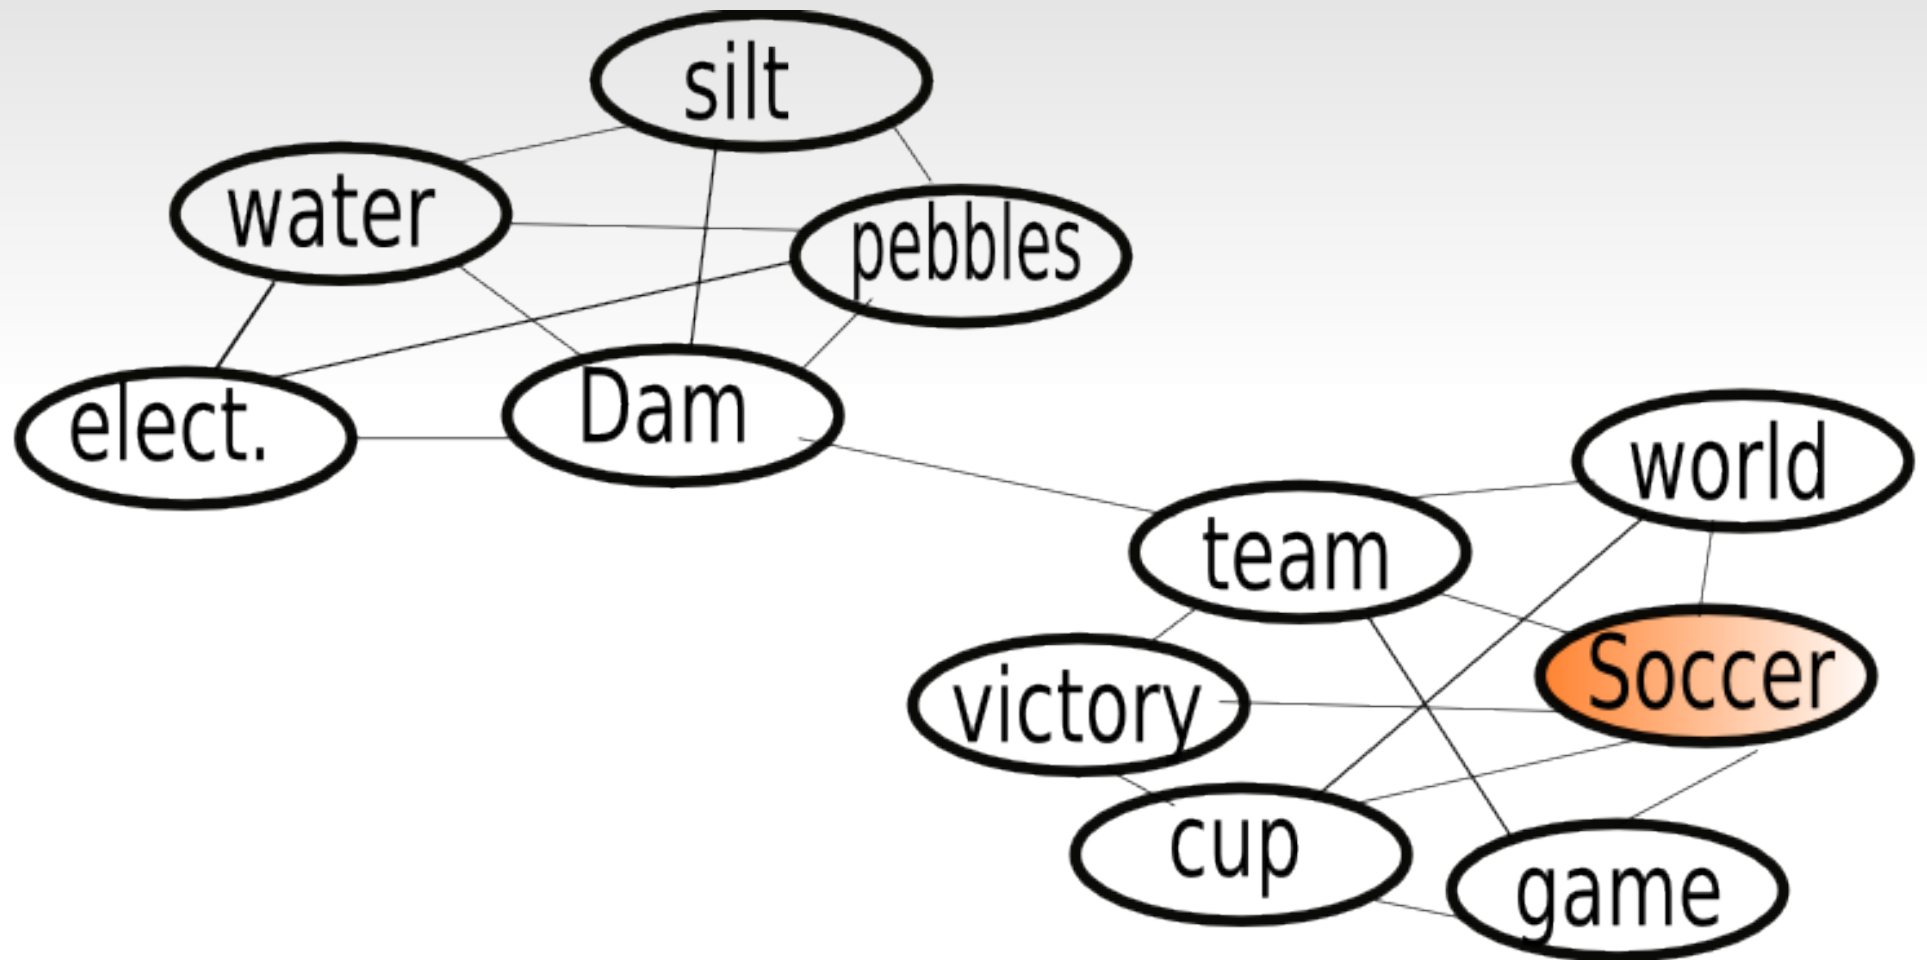 silt
water
pebbles
elect.
Dam
world
team
Soccer
victory
cup
game